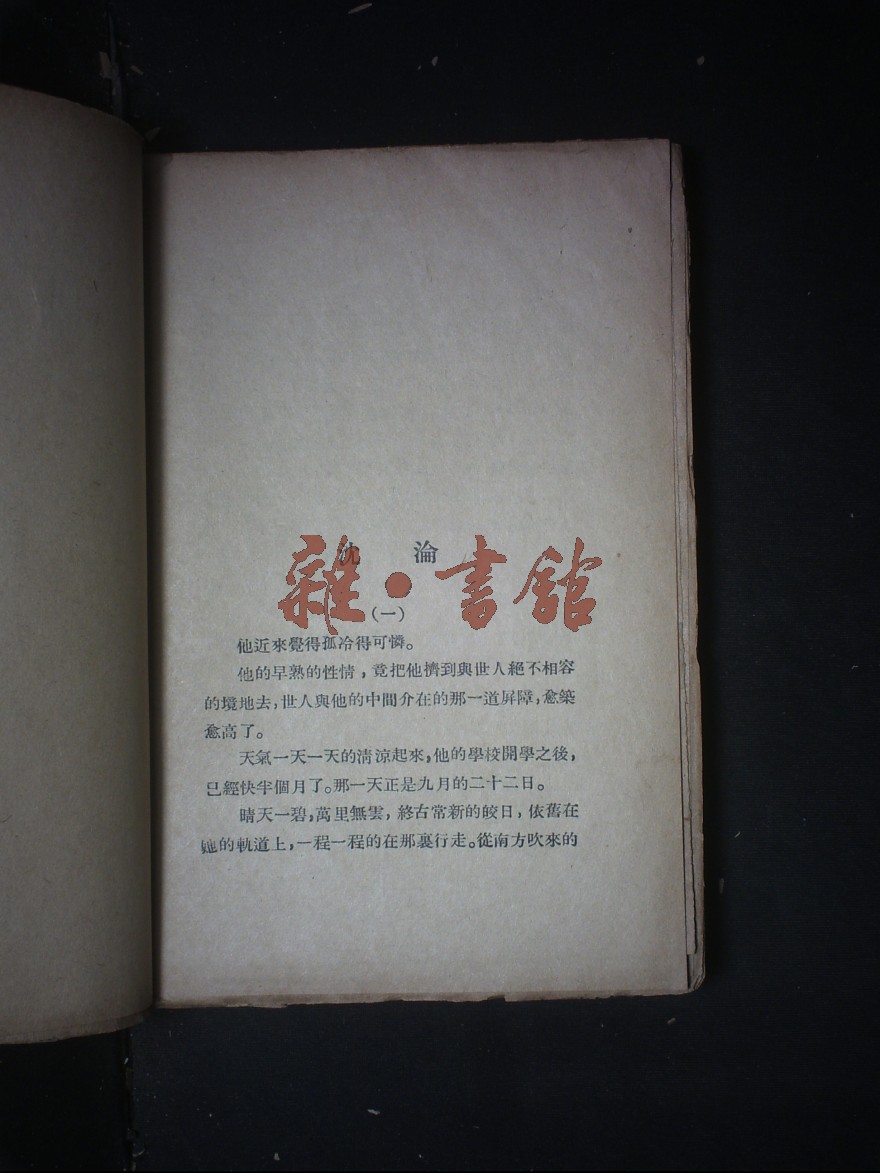 沈淪
雜·書館
(一)
他近來覺得孤冷得可憐。
他的早熟的性情，竟把他擠到與世人絕不相容
的境地去，世人與他的中間介在的那一道屏障，愈築
愈高了。
天氣一天一天的清涼起來，他的學校開學之後，
已經快半個月了。那一天正是九月的二十二日。
晴天一碧，萬里無雲，終古常新的皎日，依舊在
她的軌道上，一程一程的在那裏行走。從南方吹來的